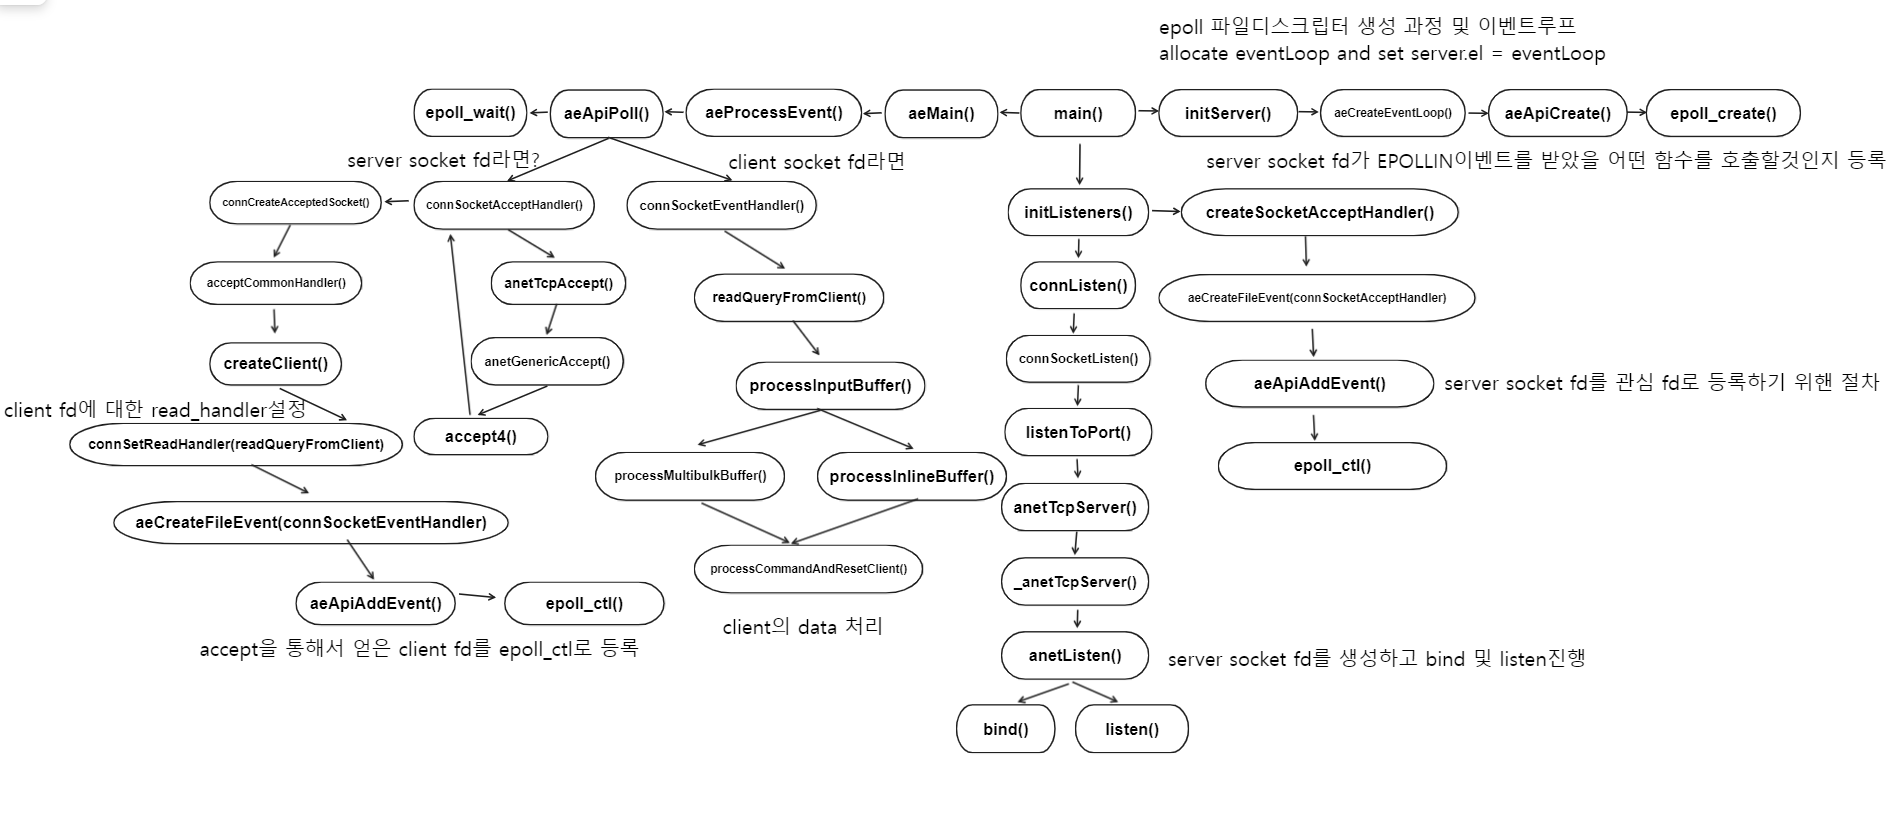 epoll 파일디스크립터 생성 과정 및 이벤트루프
allocate eventLoop and set server.el = eventLoop
epoll_wait()
aeApiPoll()
aeProcessEvent()
aeMain()
main()
initServer()
aeCreateEventLoop()
aeApiCreate()
epoll_create()
server socket fd라면?
client socket fd라면
server socket fd가 EPOLLIN이벤트를 받았을 어떤 함수를 호출할것인지 등록
connCreateAcceptedSocket()
connSocketAcceptHandler()
connSocketEventHandler()
initListeners()
createSocketAcceptHandler()
acceptCommonHandler()
anetTcpAccept()
readQueryFromClient()
connListen()
aeCreateFileEvent(connSocketAcceptHandler)
createClient()
anetGenericAccept()
processInputBuffer()
connSocketListen()
aeApiAddEvent()
server socket fd를 관심 fd로 등록하기 위핸 절차
client fd에 대한 read_handler설정
connSetReadHandler(readQueryFromClient)
accept4()
listenToPort()
epoll_ctl()
processMultibulkBuffer()
processInlineBuffer()
anetTcpServer()
aeCreateFileEvent(connSocketEventHandler)
processCommandAndResetClient()
_anetTcpServer()
aeApiAddEvent()
epoll_ctl()
client의 data 처리
accept을 통해서 얻은 client fd를 epoll_ctl로 등록
anetListen()
server socket fd를 생성하고 bind 및 listen진행
bind()
listen()